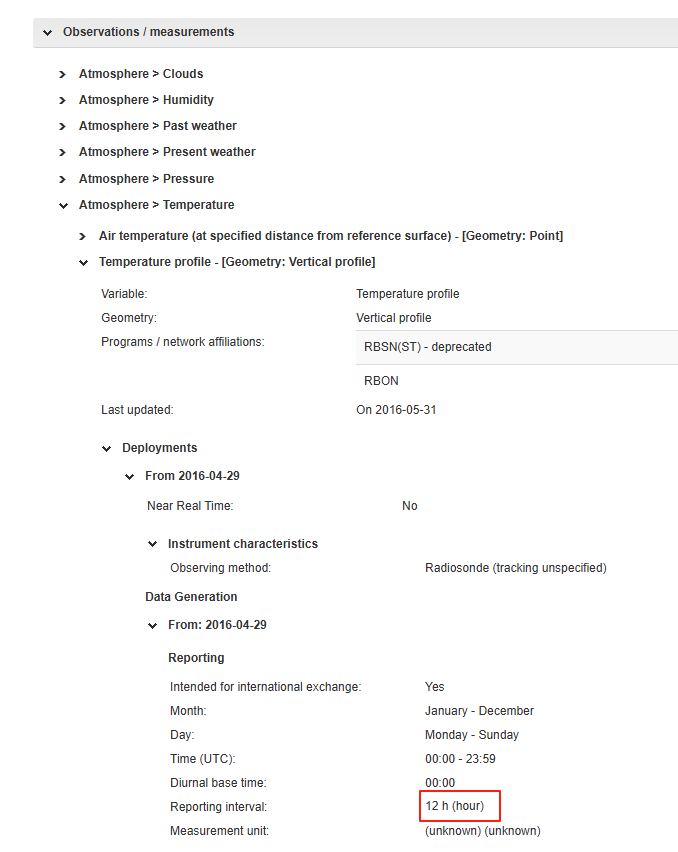 Observations / measurements
Atmosphere > Clouds
Atmosphere > Humidity
Atmosphere > Past weather
Atmosphere > Present weather
Atmosphere > Pressure
Atmosphere > Temperature
Air temperature (at specified distance from reference surface) - [Geometry: Point]
Temperature profile - [Geometry: Vertical profile]
Variable: Temperature profile
Geometry: Vertical profile
Programs / network affiliations: RBSN(ST) - deprecated
RBON
Last updated: On 2016-05-31
Deployments
From 2016-04-29
Near Real Time: No
Instrument characteristics
Observing method: Radiosonde (tracking unspecified)
Data Generation
From: 2016-04-29
Reporting
Intended for international exchange: Yes
Month: January - December
Day: Monday - Sunday
Time (UTC): 00:00 - 23:59
Diurnal base time: 00:00
Reporting interval: 12 h (hour)
Measurement unit: (unknown) (unknown)